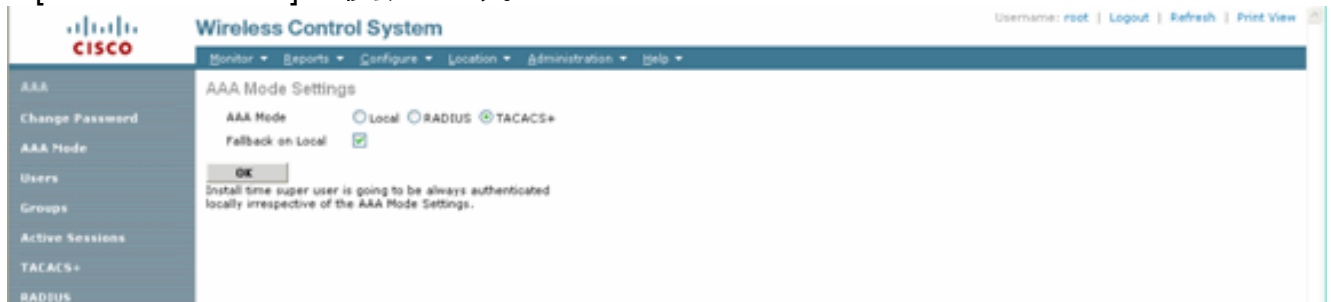 Username: root | Logout | Refresh | Print View
CISCO
Wireless Control System
Monitor Reports Configure Location Administration Help
AAA
Change Password
AAA Mode
Users
Groups
Active Sessions
TACACS+
RADIUS
AAA Mode Settings
AAA Mode Local RADIUS TACACS+
Fallback on Local
OK
Install time super user is going to be always authenticated
locally irrespective of the AAA Mode Settings.